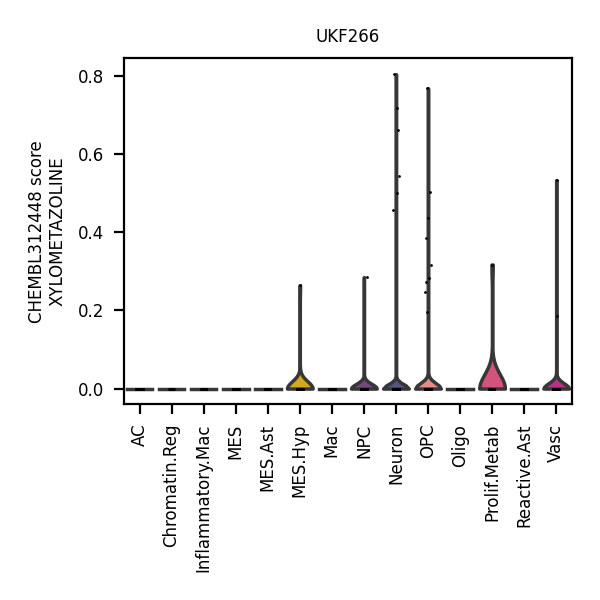 UKF266
CHEMBL312448 score
XYLOMETAZOLINE
0.8
0.6
0.4
0.2
0.0
AC
Chromatin.Reg
Inflammatory.Mac
MES
MES.Ast
MES.Hyp
Mac
NPC
Neuron
OPC
Oligo
Prolif.Metab
Reactive.Ast
Vasc